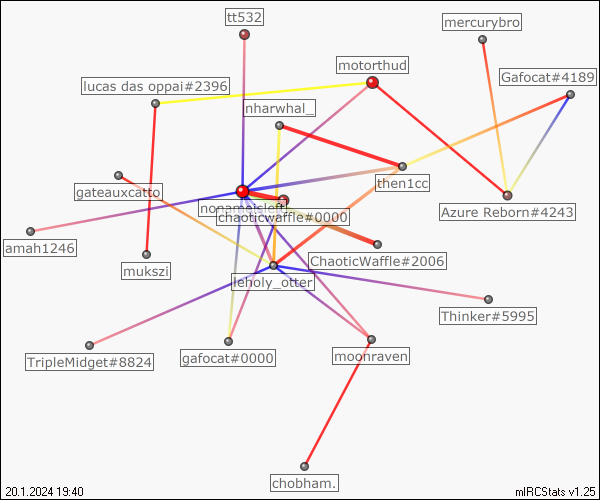 tt532
mercurybro
motorthud
Gafocat#4189
lucas das oppai#2396
nharwhal_
then1cc
gateauxcatto
nonameisleft
chaoticwaffle#0000
Azure Reborn#4243
amah1246
mukszi
ChaoticWaffle#2006
leholy_otter
Thinker#5995
TripleMidget#8824
gafocat#0000
moonraven
chobham.
20.1.2024 19:40
mIRCStats v1.25